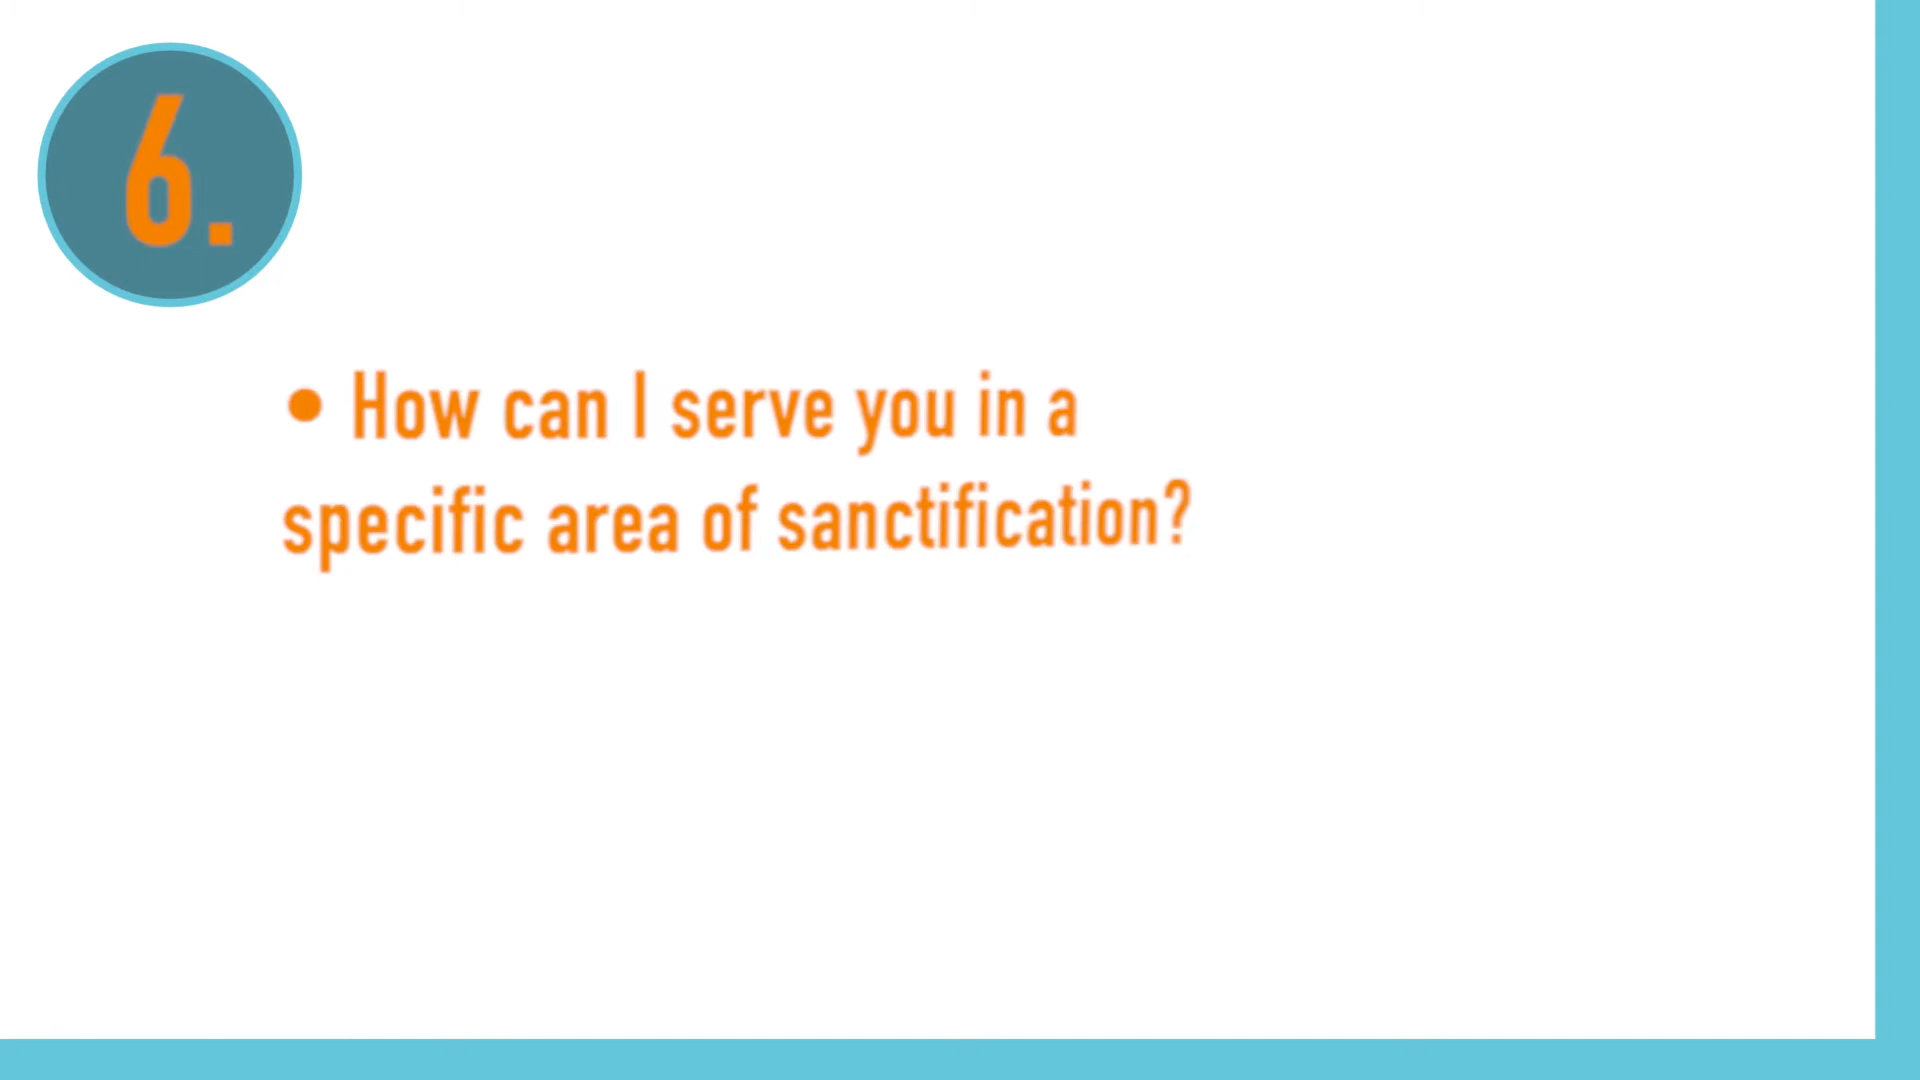 6.
• How can I serve you in a
specific area of sanctification?